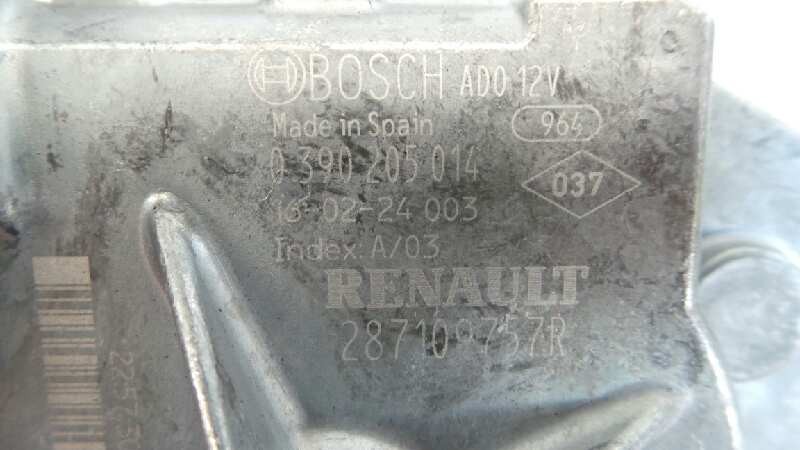 BOSCH AD0 12V
Made in Spain
964
0 390 205 014
037
16-02-24 003
Index: A/03
RENAULT
287109757R